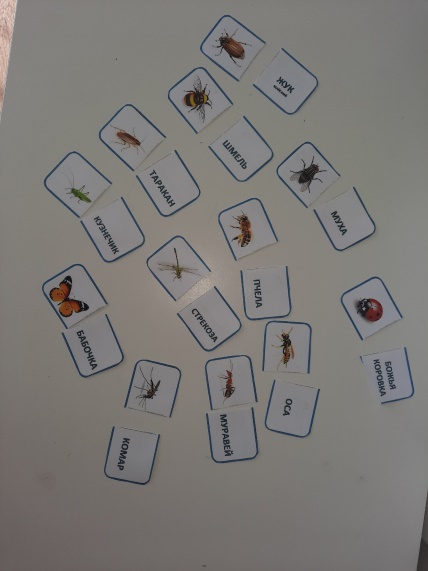 ЖУК
ШМЕЛЬ
ТАРАКАН
МУХА
КУЗНЕЧИК
ПЧЕЛА
СТРЕКОЗА
БАБОЧКА
БОЖЬЯ
КОРОВКА
ОСА
МУРАВЕЙ
КОМАР